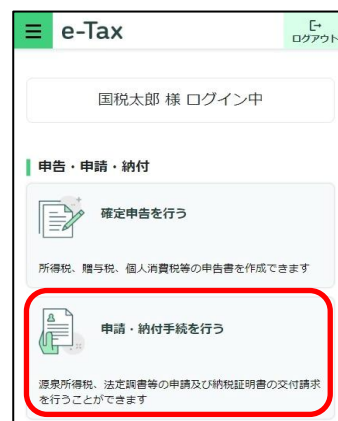 e-Tax
ログアウト
国税太郎 様 ログイン中
申告・申請・納付
確定申告を行う
所得税、贈与税、個人消費税等の申告書を作成できます
申請・納付手続を行う
源泉所得税、法定調書等の申請及び納税証明書の交付請求
を行うことができます